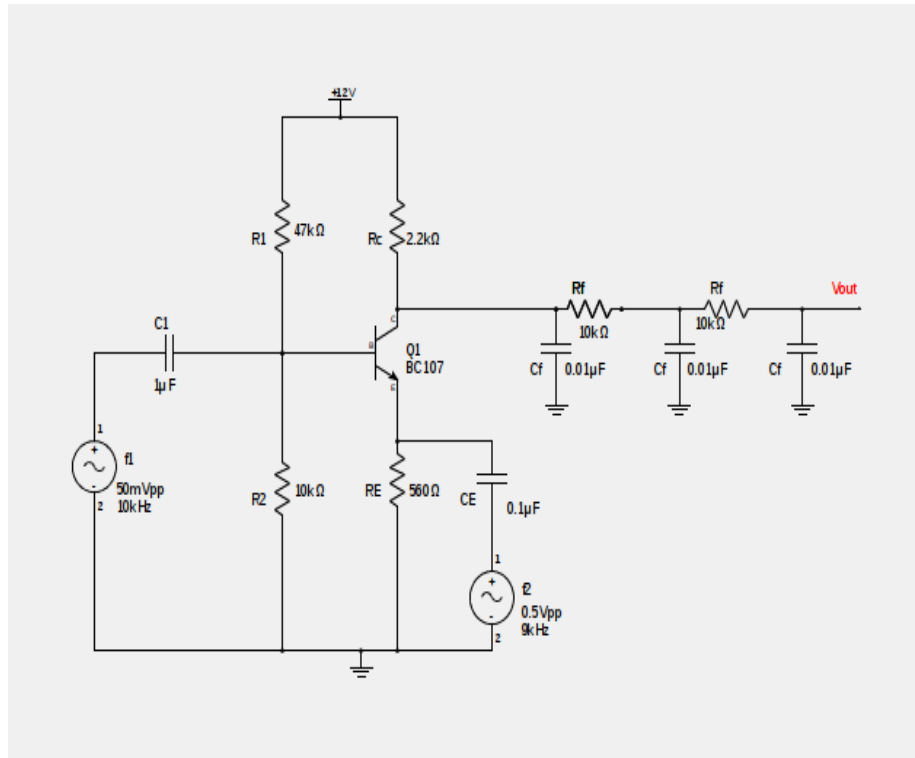 +12V
R1
47kΩ
Rc
2.2kΩ
Rf
10kΩ
Rf
10kΩ
Vout
C1
1µF
B
C
E
Q1
BC107
Cf
0.01µF
Cf
0.01µF
Cf
0.01µF
1
+
f1
-
50mVpp
10kHz
2
R2
10kΩ
RE
560Ω
CE
0.1µF
1
+
f2
-
0.5Vpp
9kHz
2